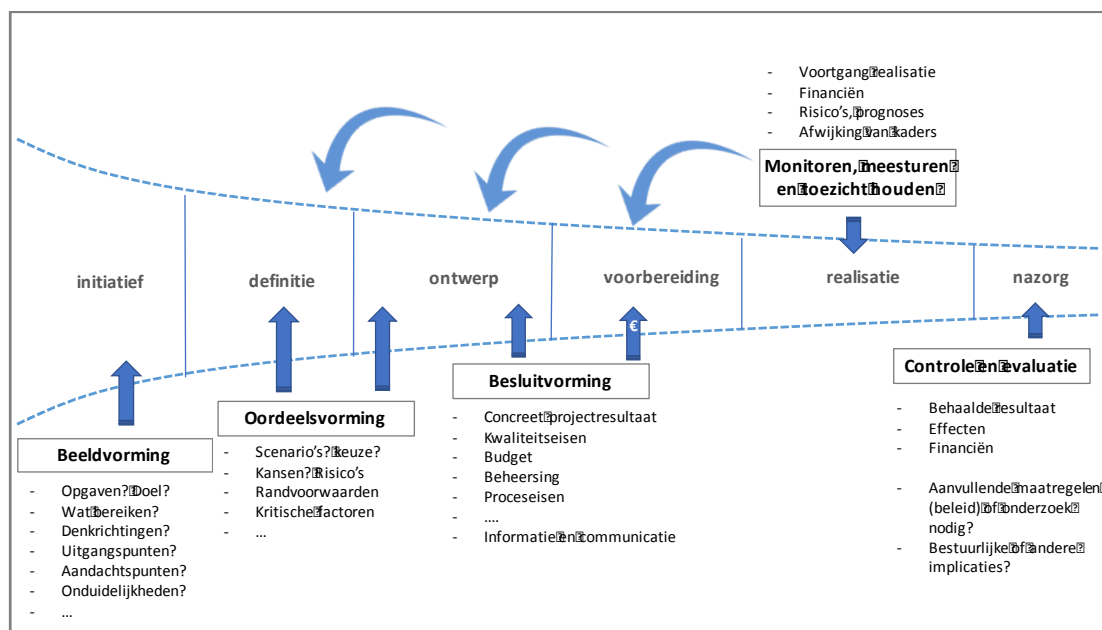 - Voortgang realisatie
- Financiën
- Risico's, prognoses
- Afwijking van kaders
Monitoren, meesturen
en toezicht houden
initiatief
definitie
ontwerp
voorbereiding
realisatie
nazorg
€
Beeldvorming
- Opgaven? Doel?
- Wat bereiken?
- Denkrichtingen?
- Uitgangspunten?
- Aandachtspunten?
- Onduidelijkheden?
- ...
Oordeelsvorming
- Scenario's? keuze?
- Kansen? Risico's
- Randvoorwaarden
- Kritische factoren
- ...
Besluitvorming
- Concreet projectresultaat
- Kwaliteitseisen
- Budget
- Beheersing
- Proceseisen
- ....
- Informatie en communicatie
Controle en evaluatie
- Behaalde resultaat
- Effecten
- Financiën
- Aanvullende maatregelen
(beleid) of onderzoek
nodig?
- Bestuurlijke of andere
implicaties?